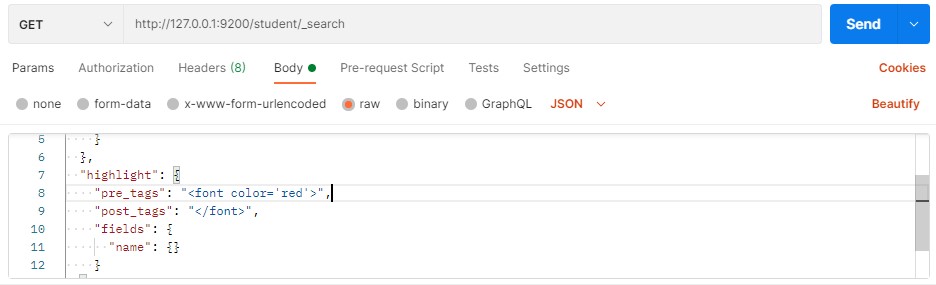 GET http://127.0.0.1:9200/student/_search Send
Params Authorization Headers (8) Body Pre-request Script Tests Settings Cookies
none form-data x-www-form-urlencoded raw binary GraphQL JSON Beautify
5 }
6 },
7 "highlight": {
8 "pre_tags": "<font color='red'>",
9 "post_tags": "</font>",
10 "fields": {
11 "name": {}
12 }